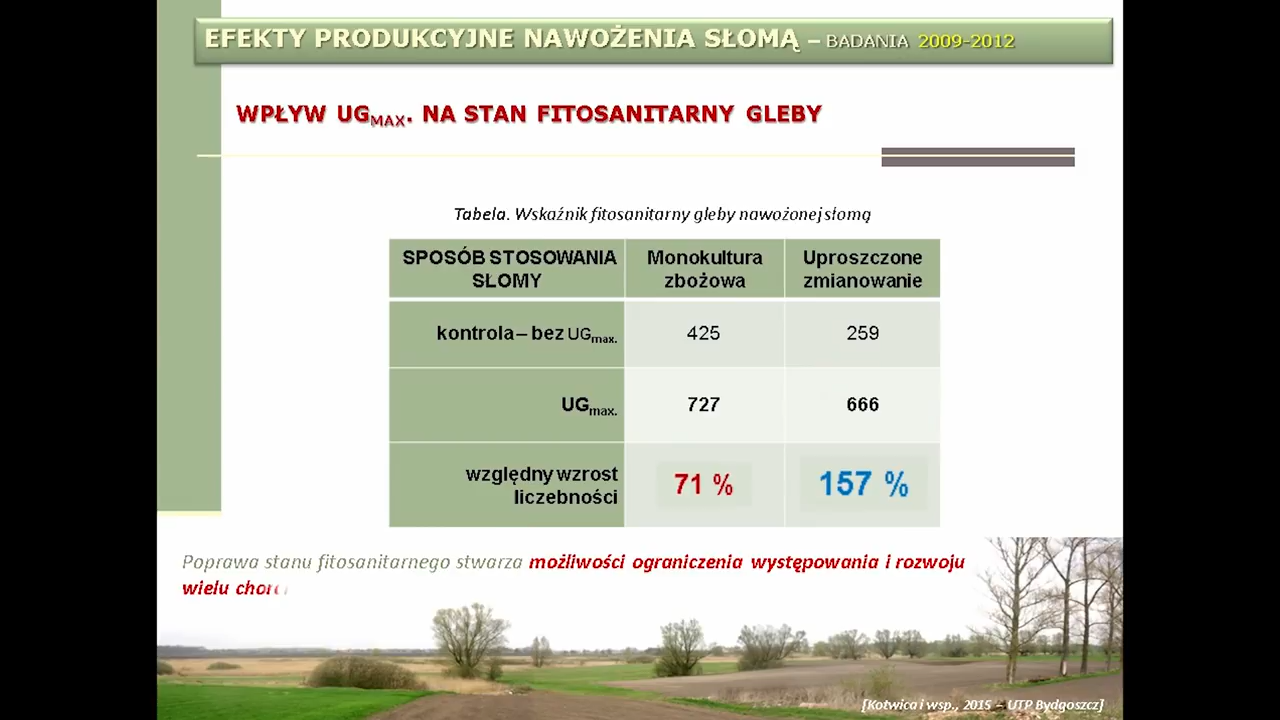 EFEKTY PRODUKCYJNE NAWOŻENIA SŁOMĄ – BADANIA 2009-2012
WPŁYW UGMAX. NA STAN FITOSANITARNY GLEBY
Tabela. Wskaźnik fitosanitarny gleby nawożonej słomą
SPOSÓB STOSOWANIA SŁOMY
Monokultura zbożowa
Uproszczone zmianowanie
kontrola – bez UGmax.
425
259
UGmax.
727
666
względny wzrost liczebności
71 %
157 %
Poprawa stanu fitosanitarnego stwarza możliwości ograniczenia występowania i rozwoju
wielu
[Kotwica i wsp., 2015 – UTP Bydgoszcz]